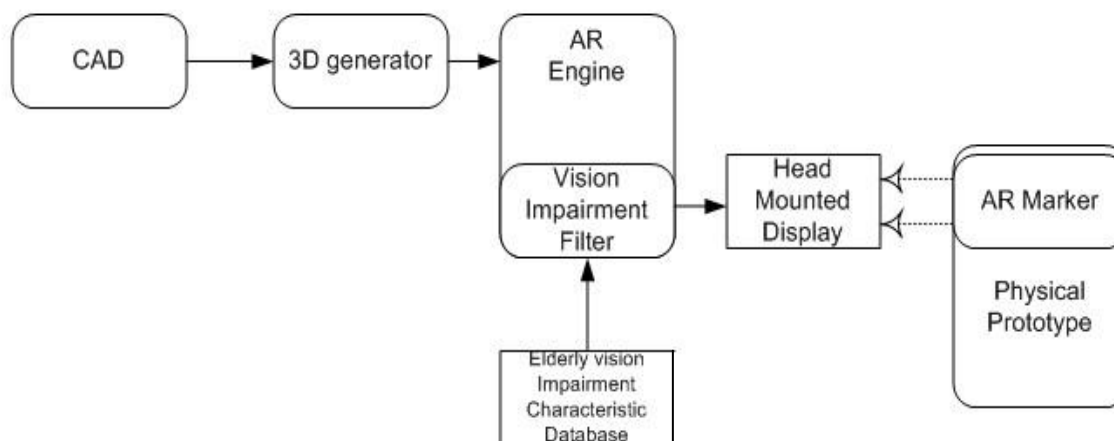 CAD
3D generator
AR
Engine
Vision
Impairment
Filter
Head
Mounted
Display
AR Marker
Physical
Prototype
Elderly vision
Impairment
Characteristic
Database